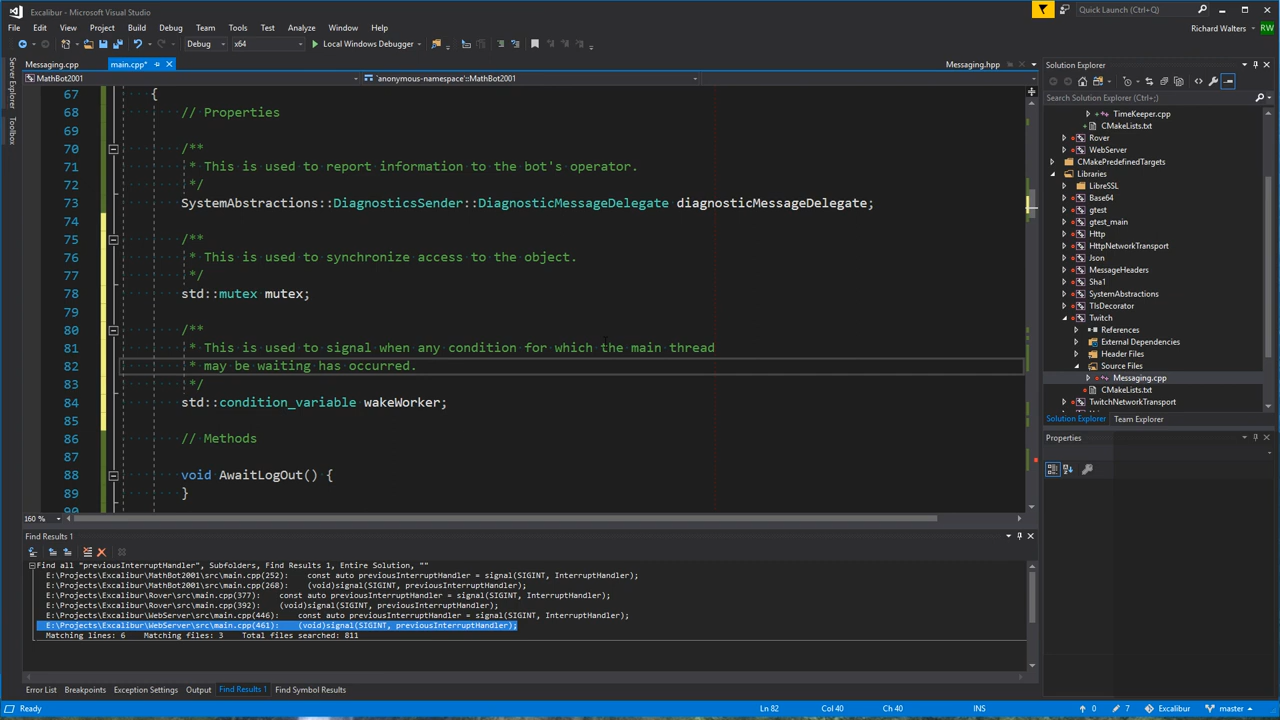 Excalibur - Microsoft Visual Studio
Quick Launch (Ctrl+Q)
File Edit View Project Build Debug Team Tools Test Analyze Window Help
Richard Walters RW
Debug x64 Local Windows Debugger
Server Explorer
Toolbox
Messaging.cpp main.cpp* Messaging.hpp
MathBot2001 `anonymous-namespace'::MathBot2001
67 {
68 // Properties
69
70 /**
71 * This is used to report information to the bot's operator.
72 */
73 SystemAbstractions::DiagnosticsSender::DiagnosticMessageDelegate diagnosticMessageDelegate;
74
75 /**
76 * This is used to synchronize access to the object.
77 */
78 std::mutex mutex;
79
80 /**
81 * This is used to signal when any condition for which the main thread
82 * may be waiting has occurred.
83 */
84 std::condition_variable wakeWorker;
85
86 // Methods
87
88 void AwaitLogOut() {
89 }
90
160 %
Find Results 1
Find all "previousInterruptHandler", Subfolders, Find Results 1, Entire Solution, ""
E:\Projects\Excalibur\MathBot2001\src\main.cpp(252): const auto previousInterruptHandler = signal(SIGINT, InterruptHandler);
E:\Projects\Excalibur\MathBot2001\src\main.cpp(268): (void)signal(SIGINT, previousInterruptHandler);
E:\Projects\Excalibur\Rover\src\main.cpp(377): const auto previousInterruptHandler = signal(SIGINT, InterruptHandler);
E:\Projects\Excalibur\Rover\src\main.cpp(392): (void)signal(SIGINT, previousInterruptHandler);
E:\Projects\Excalibur\WebServer\src\main.cpp(446): const auto previousInterruptHandler = signal(SIGINT, InterruptHandler);
E:\Projects\Excalibur\WebServer\src\main.cpp(461): (void)signal(SIGINT, previousInterruptHandler);
Matching lines: 6 Matching files: 3 Total files searched: 811
Error List Breakpoints Exception Settings Output Find Results 1 Find Symbol Results
Solution Explorer
Search Solution Explorer (Ctrl+;)
TimeKeeper.cpp
CMakeLists.txt
Rover
WebServer
CMakePredefinedTargets
Libraries
LibreSSL
Base64
gtest
gtest_main
Http
HttpNetworkTransport
Json
MessageHeaders
Sha1
SystemAbstractions
TlsDecorator
Twitch
References
External Dependencies
Header Files
Source Files
Messaging.cpp
CMakeLists.txt
TwitchNetworkTransport
Solution Explorer Team Explorer
Properties
Ready Ln 82 Col 40 Ch 40 INS 0 7 Excalibur master